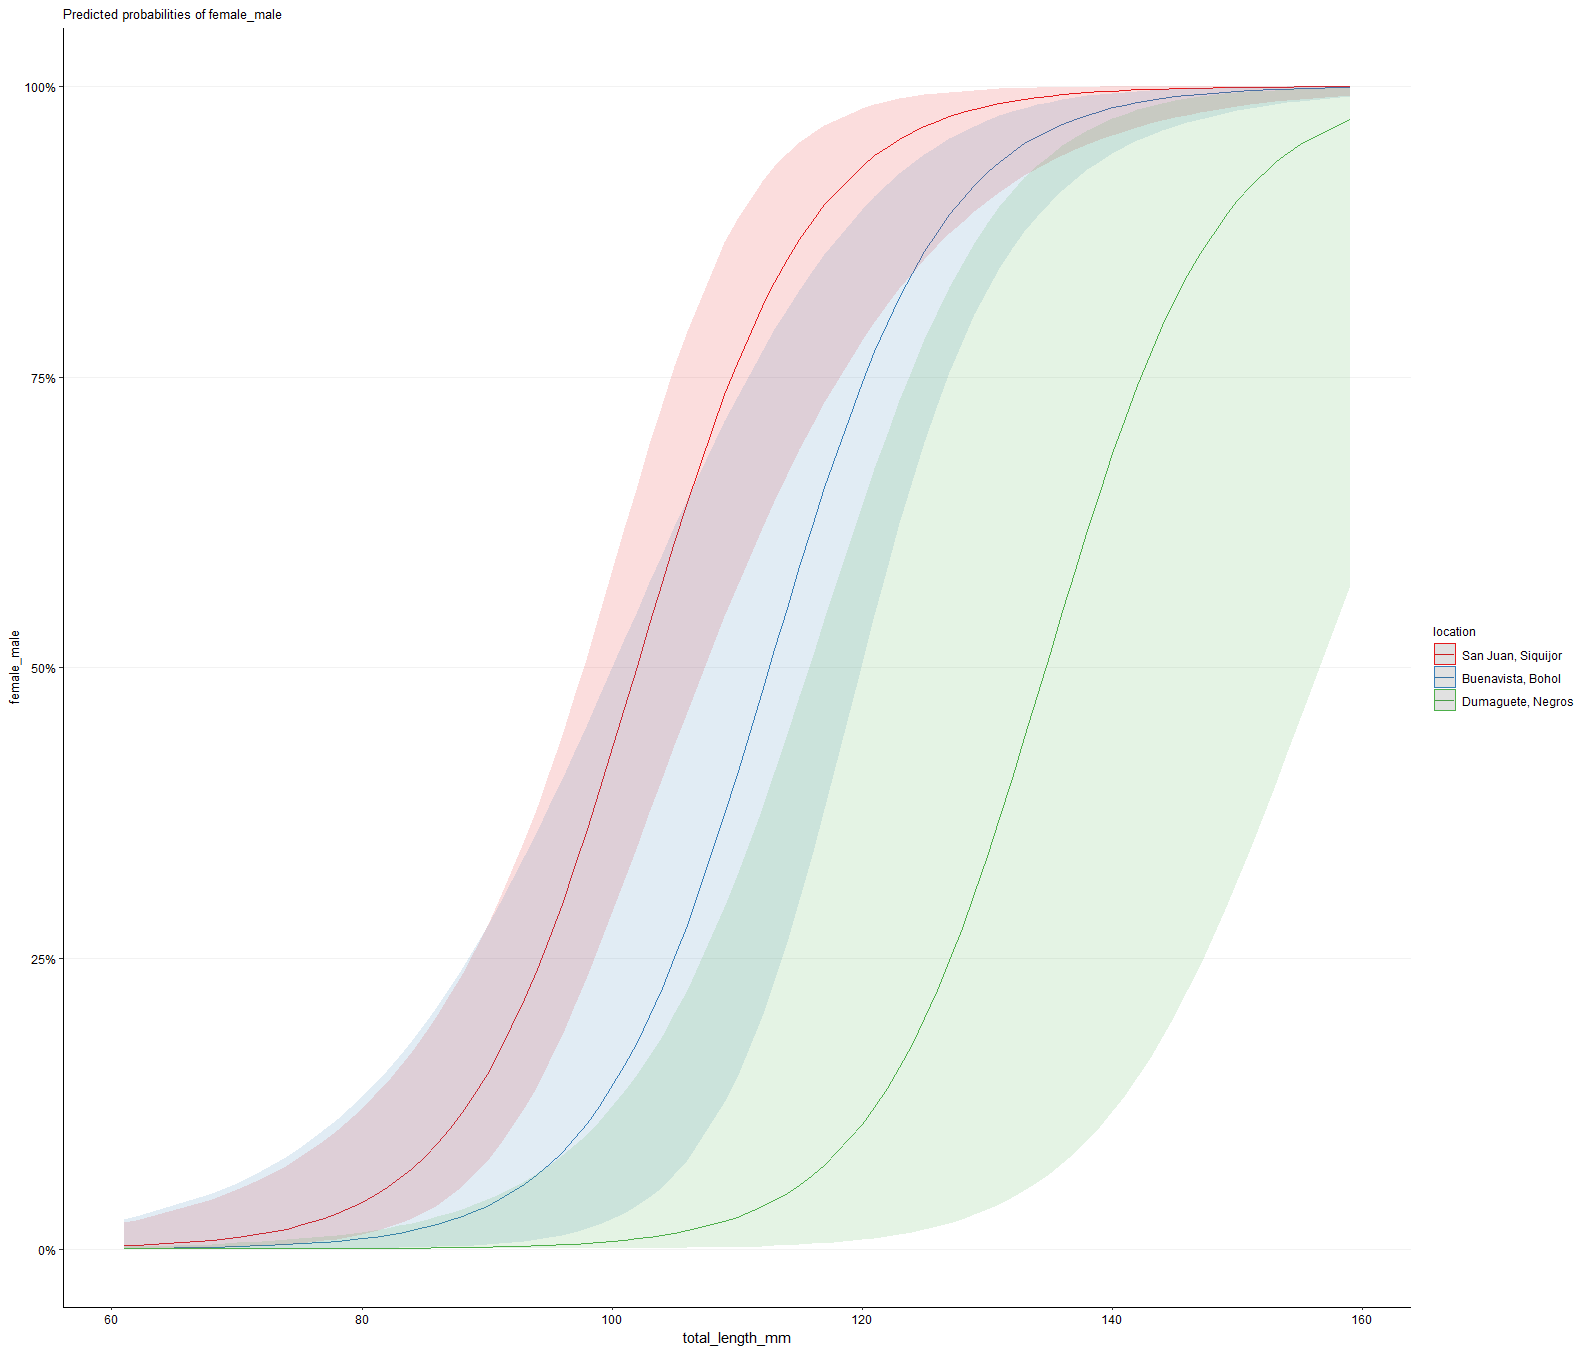 Predicted probabilities of female_male
100%
75%
50%
25%
0%
female_male
60
80
100
120
140
160
total_length_mm
location
San Juan, Siquijor
Buenavista, Bohol
Dumaguete, Negros